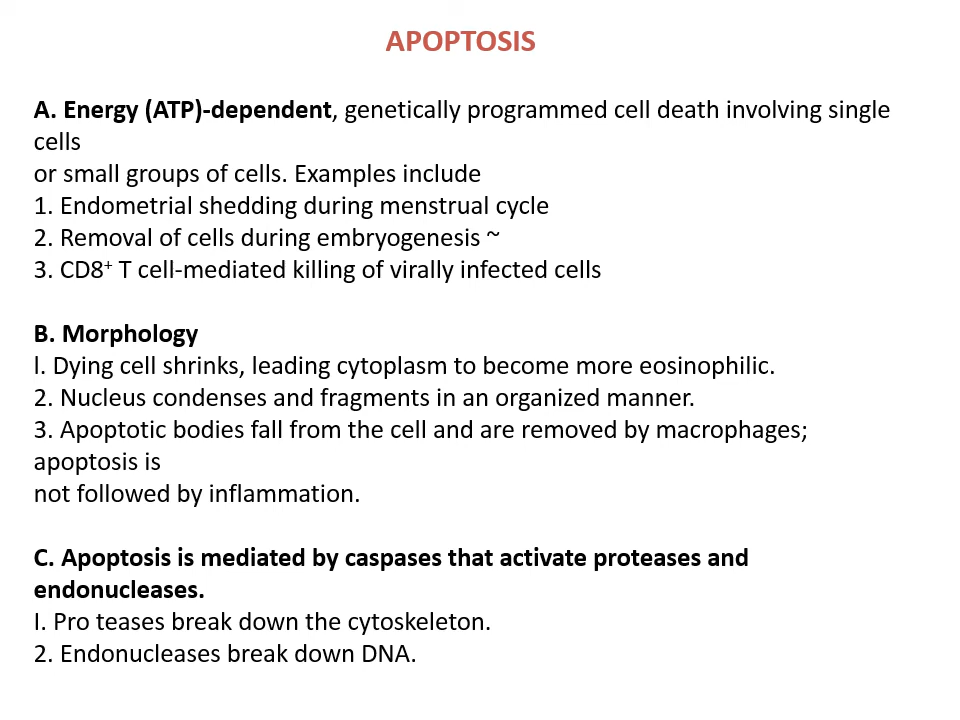 APOPTOSIS
A. Energy (ATP)-dependent, genetically programmed cell death involving single
cells
or small groups of cells. Examples include
1. Endometrial shedding during menstrual cycle
2. Removal of cells during embryogenesis ~
3. CD8⁺ T cell-mediated killing of virally infected cells
B. Morphology
l. Dying cell shrinks, leading cytoplasm to become more eosinophilic.
2. Nucleus condenses and fragments in an organized manner.
3. Apoptotic bodies fall from the cell and are removed by macrophages;
apoptosis is
not followed by inflammation.
C. Apoptosis is mediated by caspases that activate proteases and
endonucleases.
I. Pro teases break down the cytoskeleton.
2. Endonucleases break down DNA.